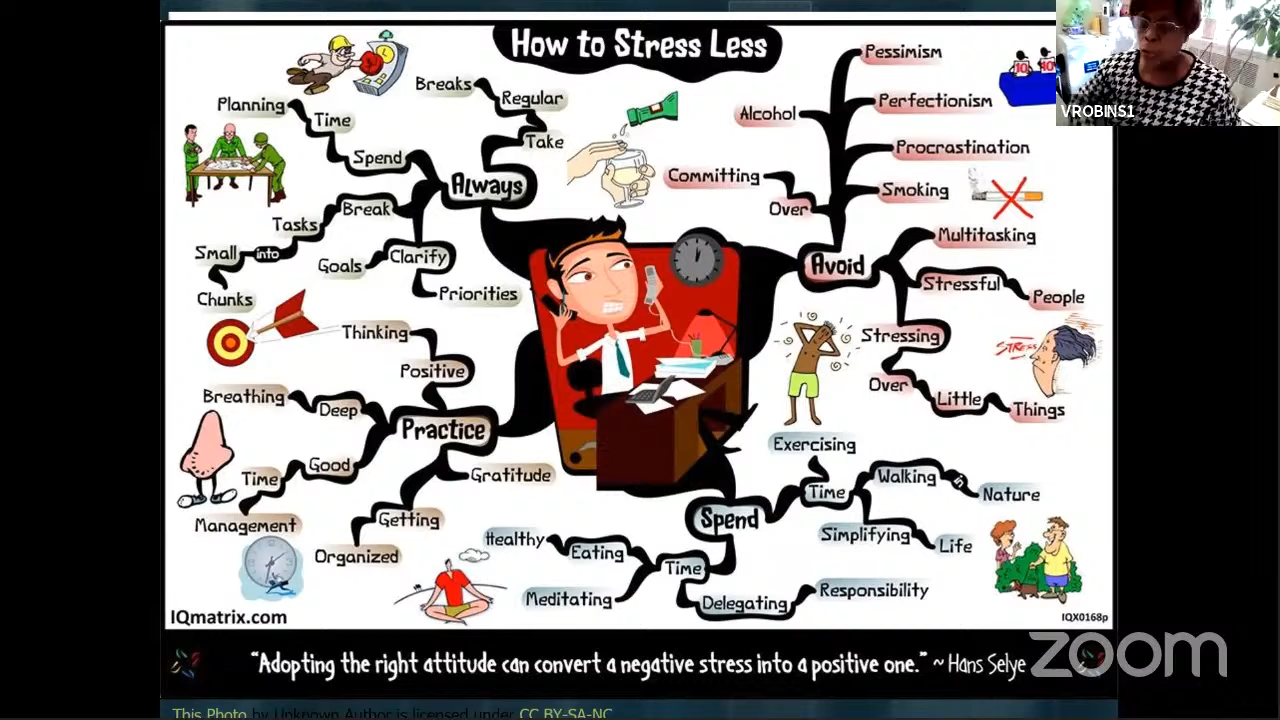 How to Stress Less
VROBINS1
Always
Take
Regular
Breaks
Spend
Time
Planning
Break
Tasks
into
Small
Chunks
Clarify
Goals
Priorities
Avoid
Pessimism
Perfectionism
Procrastination
Smoking
Alcohol
Over
Committing
Multitasking
Stressful
People
Stressing
Over
Little
Things
STRESS
10
10
Practice
Positive
Thinking
Deep
Breathing
Good
Time
Management
Gratitude
Getting
Organized
Spend
Time
Exercising
Walking
in
Nature
Simplifying
Life
Time
Eating
Healthy
Meditating
Delegating
Responsibility
IQmatrix.com
IQX0168p
"Adopting the right attitude can convert a negative stress into a positive one." ~ Hans Selye
zoom
This Photo by Unknown Author is licensed under CC BY-SA-NC